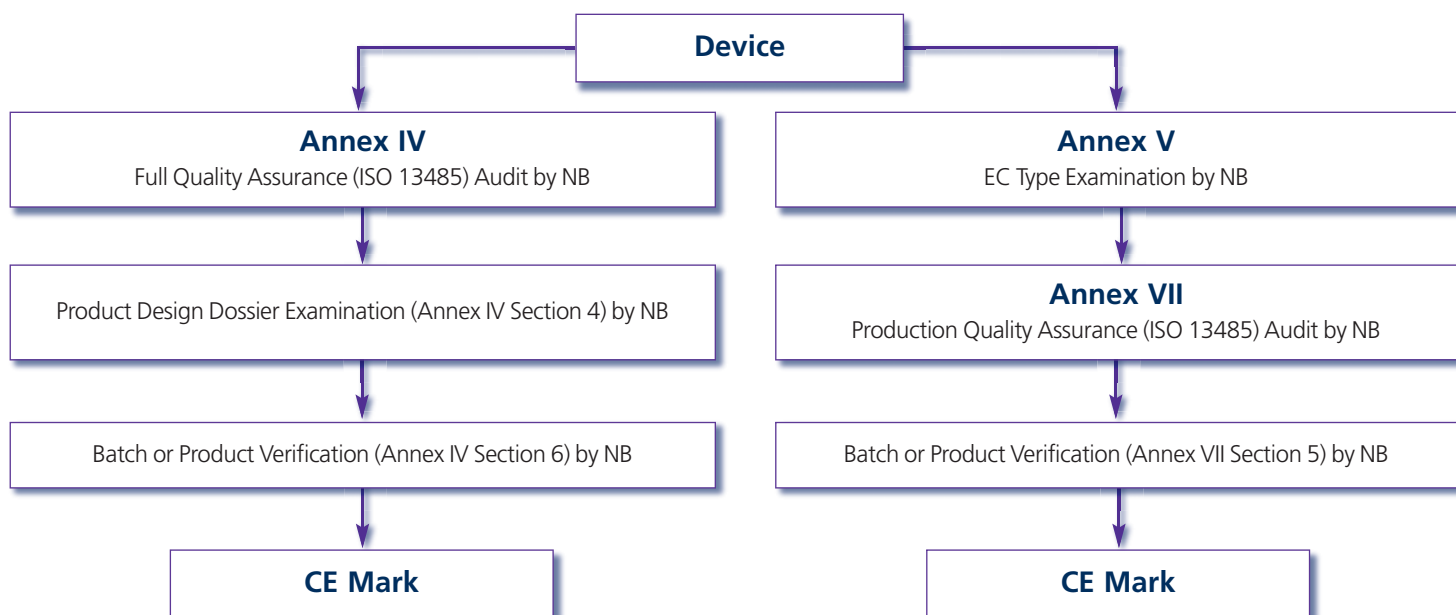 Device
Annex IV
Full Quality Assurance (ISO 13485) Audit by NB
Product Design Dossier Examination (Annex IV Section 4) by NB
Batch or Product Verification (Annex IV Section 6) by NB
CE Mark
Annex V
EC Type Examination by NB
Annex VII
Production Quality Assurance (ISO 13485) Audit by NB
Batch or Product Verification (Annex VII Section 5) by NB
CE Mark